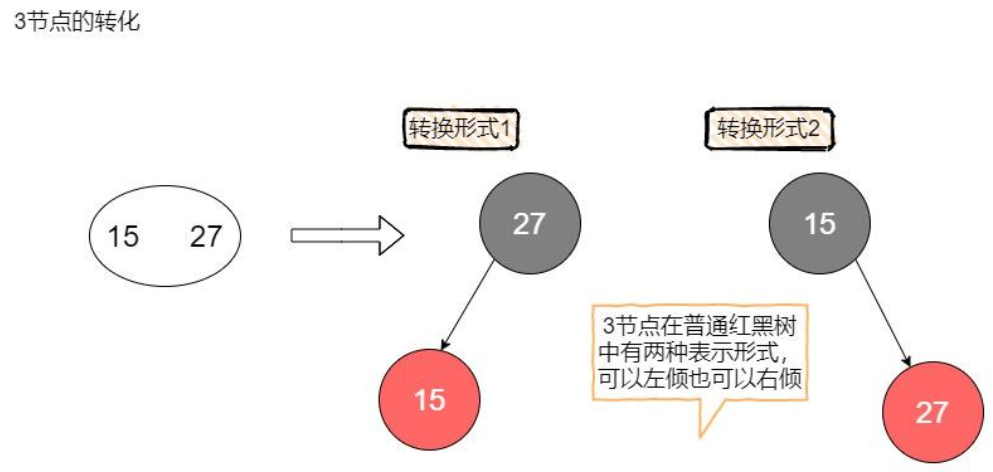 3节点的转化
转换形式1
转换形式2
15 27
27
15
3节点在普通红黑树
中有两种表示形式，
可以左倾也可以右倾
15
27